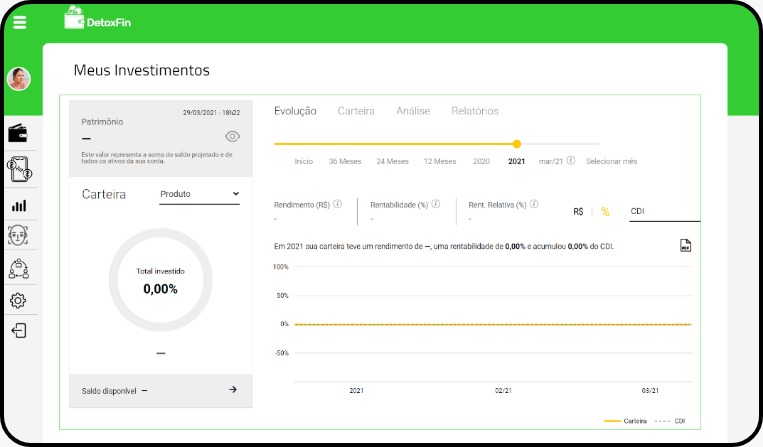 DetoxFin
Meus Investimentos
29/03/2021 - 18h22
Patrimônio
—
Este valor representa a soma do saldo projetado e de
todos os ativos da sua conta.
Carteira
Produto
Total investido
0,00%
—
Saldo disponível —
Evolução Carteira Análise Relatórios
Início 36 Meses 24 Meses 12 Meses 2020 2021 mar/21 i Selecionar mês
Rendimento (R$) i Rentabilidade (%) i Rent. Relativa (%) i
- - -
R$ % CDI
Em 2021 sua carteira teve um rendimento de —, uma rentabilidade de 0,00% e acumulou 0,00% do CDI.
PDF
100%
50%
0%
-50%
2021 02/21 03/21
Carteira CDI